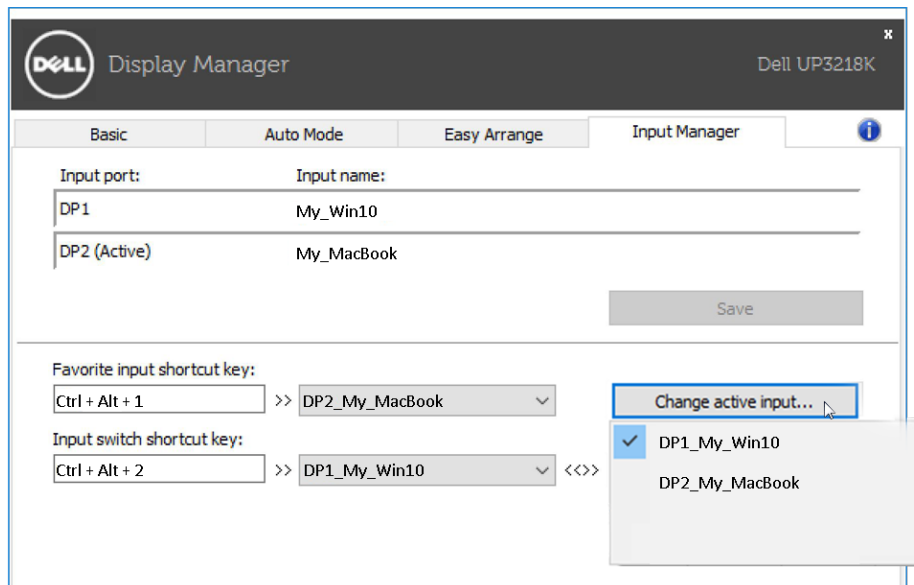 x
DELL Display Manager Dell UP3218K
Basic Auto Mode Easy Arrange Input Manager i
Input port: Input name:
DP1 My_Win10
DP2 (Active) My_MacBook
Save
Favorite input shortcut key:
Ctrl + Alt + 1 >> DP2_My_MacBook Change active input...
Input switch shortcut key:
DP1_My_Win10
Ctrl + Alt + 2 >> DP1_My_Win10 <<>>
DP2_My_MacBook